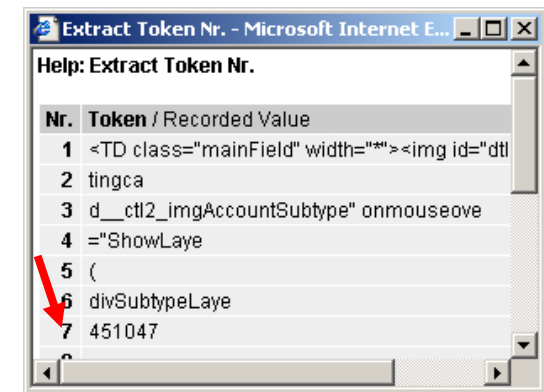 Extract Token Nr. - Microsoft Internet E...
Help: Extract Token Nr.
Nr. Token / Recorded Value
1 <TD class="mainField" width="*"><img id="dtl
2 tingca
3 d__ctl2_imgAccountSubtype" onmouseove
4 ="ShowLaye
5 (
6 divSubtypeLaye
7 451047